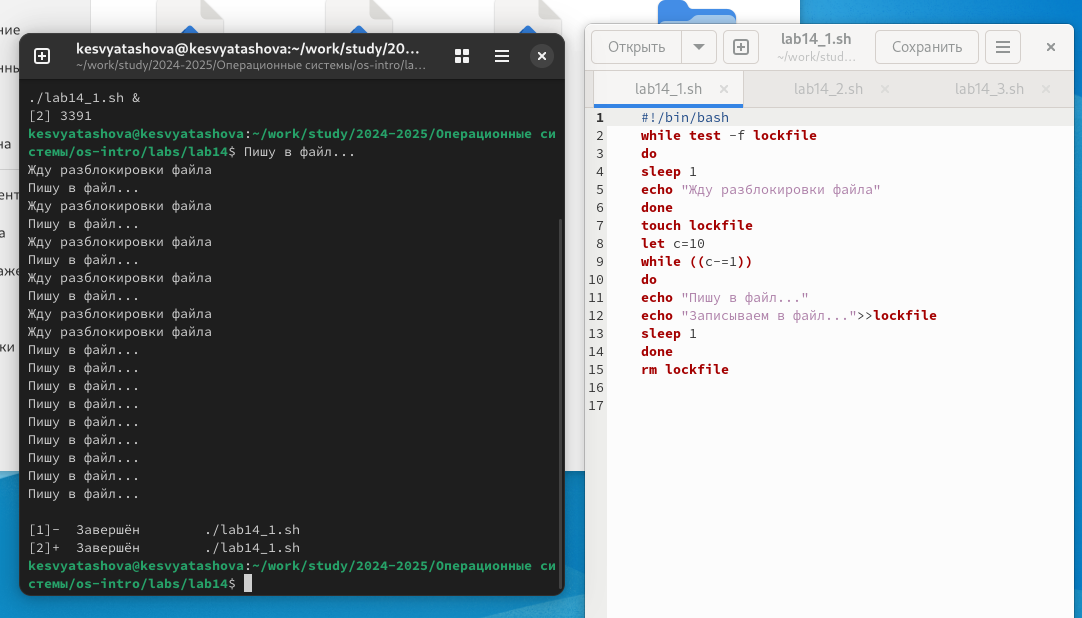 ние
нны
на
ент
а
аже
ки
kesvyatashova@kesvyatashova:~/work/study/20...
~/work/study/2024-2025/Операционные системы/os-intro/la...
./lab14_1.sh &
[2] 3391
kesvyatashova@kesvyatashova:~/work/study/2024-2025/Операционные си
стемы/os-intro/labs/lab14$ Пишу в файл...
Жду разблокировки файла
Пишу в файл...
Жду разблокировки файла
Пишу в файл...
Жду разблокировки файла
Пишу в файл...
Жду разблокировки файла
Пишу в файл...
Жду разблокировки файла
Жду разблокировки файла
Пишу в файл...
Пишу в файл...
Пишу в файл...
Пишу в файл...
Пишу в файл...
Пишу в файл...
Пишу в файл...
Пишу в файл...
Пишу в файл...
[1]-  Завершён        ./lab14_1.sh
[2]+  Завершён        ./lab14_1.sh
kesvyatashova@kesvyatashova:~/work/study/2024-2025/Операционные си
стемы/os-intro/labs/lab14$
Открыть
lab14_1.sh
~/work/stud...
Сохранить
lab14_1.sh
lab14_2.sh
lab14_3.sh
1 #!/bin/bash
2 while test -f lockfile
3 do
4 sleep 1
5 echo "Жду разблокировки файла"
6 done
7 touch lockfile
8 let c=10
9 while ((c-=1))
10 do
11 echo "Пишу в файл..."
12 echo "Записываем в файл...">>lockfile
13 sleep 1
14 done
15 rm lockfile
16
17